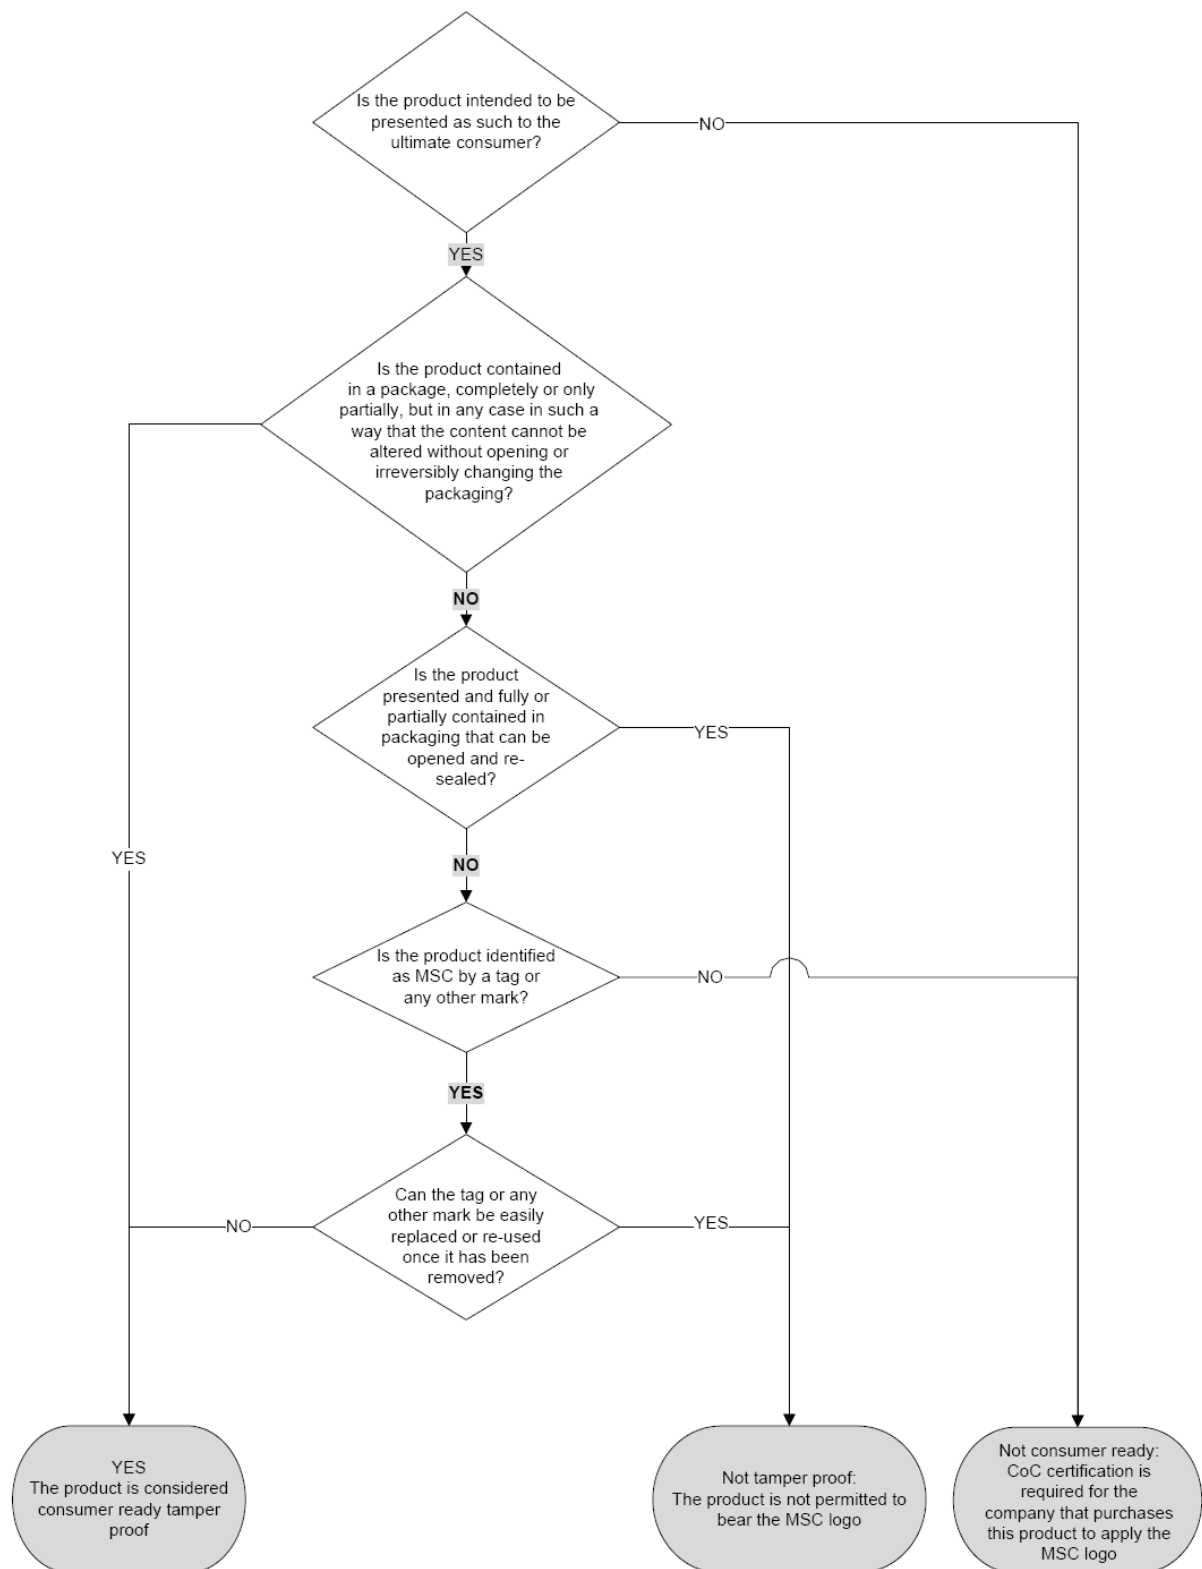 Is the product intended to be
presented as such to the
ultimate consumer?
NO
YES
Is the product contained
in a package, completely or only
partially, but in any case in such a
way that the content cannot be
altered without opening or
irreversibly changing the
packaging?
NO
Is the product
presented and fully or
partially contained in
packaging that can be
opened and re-
sealed?
YES
YES
NO
Is the product identified
as MSC by a tag or
any other mark?
NO
YES
Can the tag or any
other mark be easily
replaced or re-used
once it has been
removed?
NO
YES
YES
The product is considered
consumer ready tamper
proof
Not tamper proof:
The product is not permitted to
bear the MSC logo
Not consumer ready:
CoC certification is
required for the
company that purchases
this product to apply the
MSC logo